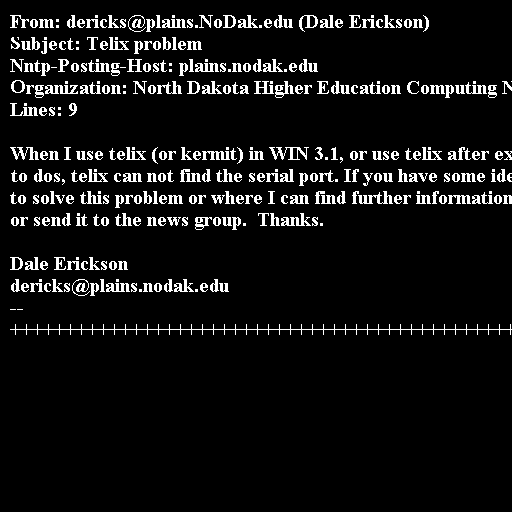 From: dericks@plains.NoDak.edu (Dale Erickson)
Subject: Telix problem
Nntp-Posting-Host: plains.nodak.edu
Organization: North Dakota Higher Education Computing N
Lines: 9

When I use telix (or kermit) in WIN 3.1, or use telix after ex
to dos, telix can not find the serial port. If you have some ide
to solve this problem or where I can find further information
or send it to the news group.  Thanks.

Dale Erickson
dericks@plains.nodak.edu
--
+++++++++++++++++++++++++++++++++++++++++++++